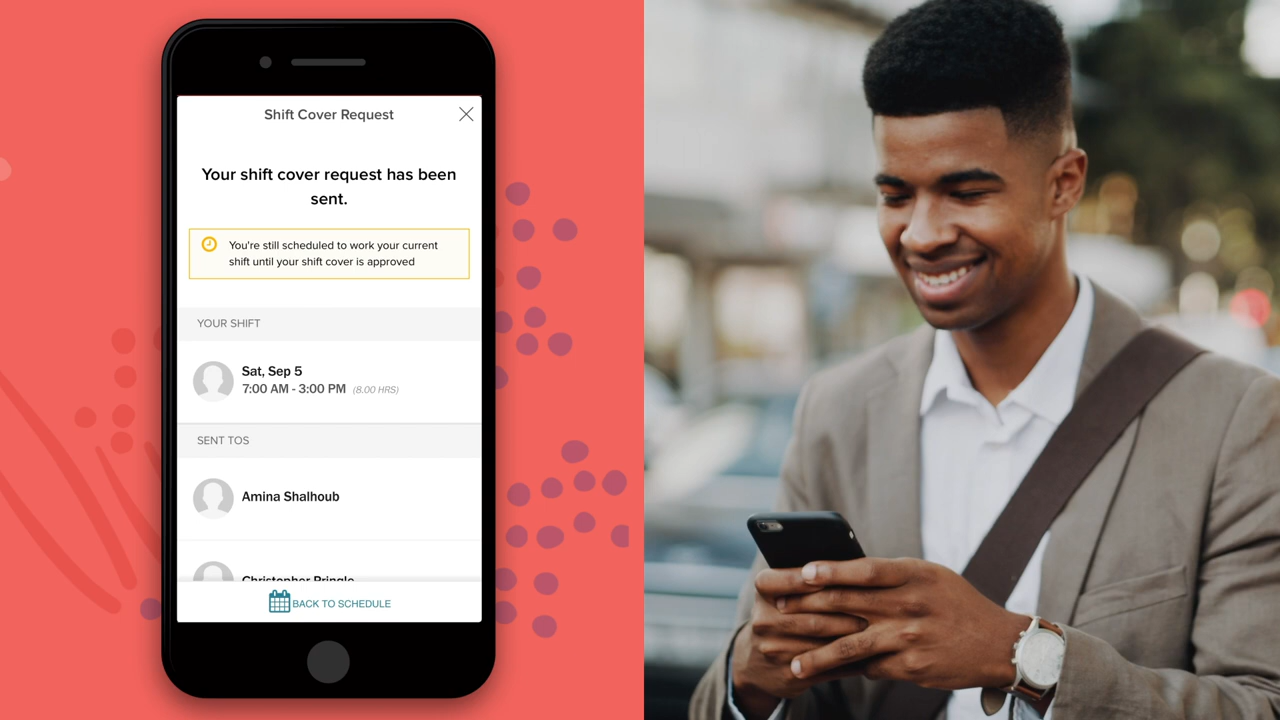 Shift Cover Request
Your shift cover request has been
sent.
You're still scheduled to work your current
shift until your shift cover is approved
YOUR SHIFT
Sat, Sep 5
7:00 AM - 3:00 PM (8.00 HRS)
SENT TOS
Amina Shalhoub
Christopher Pringle
BACK TO SCHEDULE